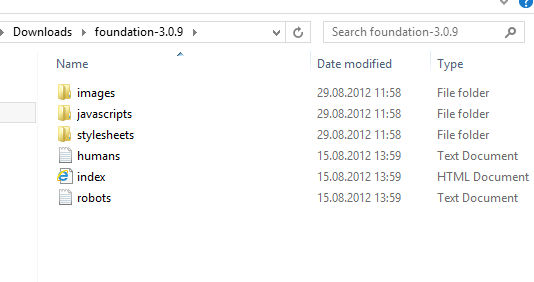 Downloads foundation-3.0.9 Search foundation-3.0.9
Name Date modified Type
images 29.08.2012 11:58 File folder
javascripts 29.08.2012 11:58 File folder
stylesheets 29.08.2012 11:58 File folder
humans 15.08.2012 13:59 Text Document
index 15.08.2012 13:59 HTML Document
robots 15.08.2012 13:59 Text Document